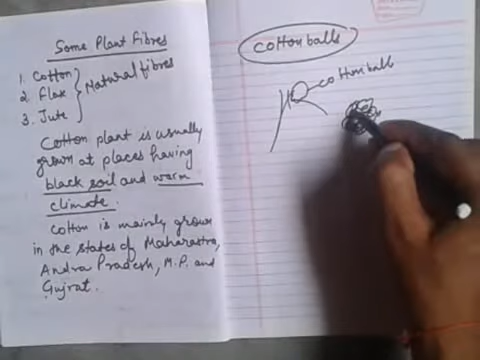 Some Plant Fibres
1. Cotton
2. Flax
3. Jute
Natural fibres
Cotton plant is usually
grown at places having
black soil and warm
climate.
Cotton is mainly grown
in the states of Maharastra,
Andra Pradesh, M.P. and
Gujrat.
Cotton balls
cotton balls